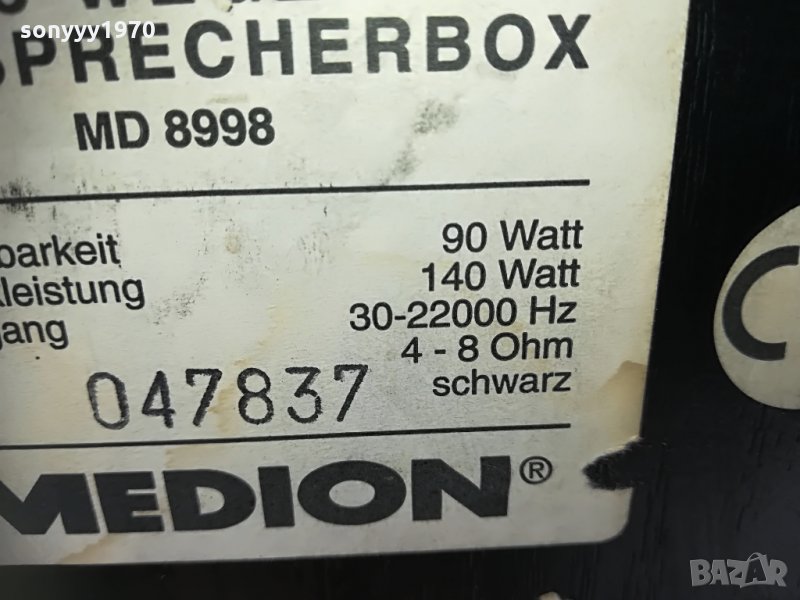 sonyyy1970
SPRECHERBOX
MD 8998
barkeit 90 Watt
leistung 140 Watt
gang 30-22000 Hz
4 - 8 Ohm
047837 schwarz
MEDION®
BAZAR